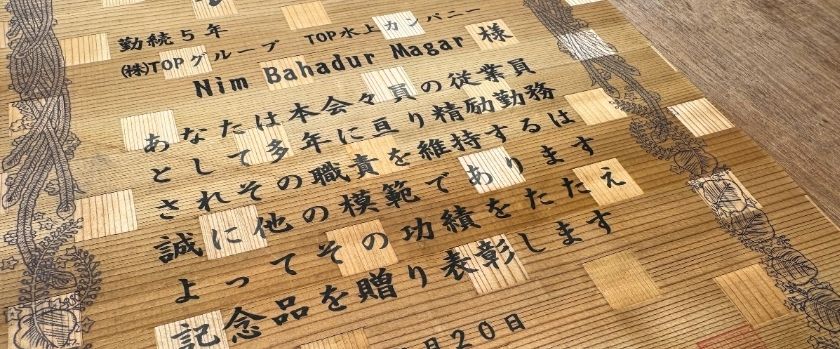 勤続5年
(株)TOPグループ TOP水上カンパニー
Nim Bahadur Magar 様
あなたは本会々員の従業員
として多年に亘り精励勤務
されその職責を維持するは
誠に他の模範であります
よってその功績をたたえ
記念品を贈り表彰します
月20日